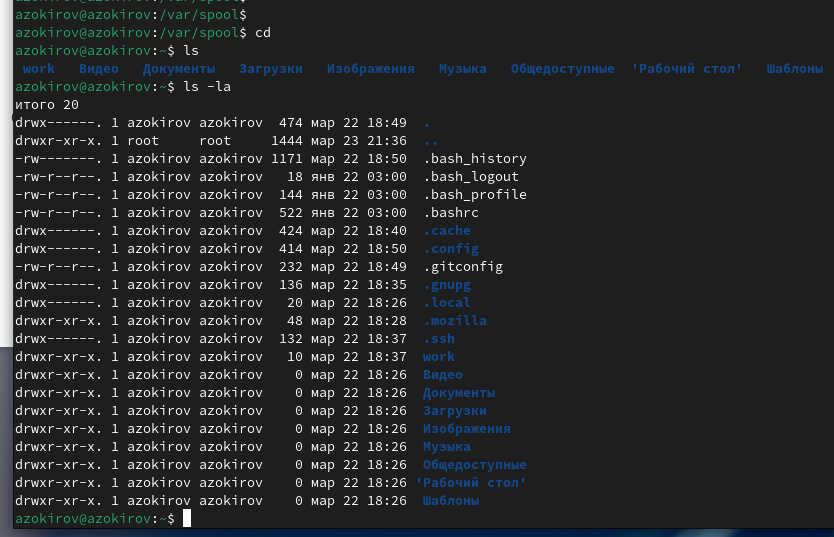 azokirov@azokirov:/var/spool$
azokirov@azokirov:/var/spool$
azokirov@azokirov:/var/spool$ cd
azokirov@azokirov:~$ ls
work Видео Документы Загрузки Изображения Музыка Общедоступные 'Рабочий стол' Шаблоны
azokirov@azokirov:~$ ls -la
итого 20
drwx------. 1 azokirov azokirov 474 мар 22 18:49 .
drwxr-xr-x. 1 root root 1444 мар 23 21:36 ..
-rw-------. 1 azokirov azokirov 1171 мар 22 18:50 .bash_history
-rw-r--r--. 1 azokirov azokirov 18 янв 22 03:00 .bash_logout
-rw-r--r--. 1 azokirov azokirov 144 янв 22 03:00 .bash_profile
-rw-r--r--. 1 azokirov azokirov 522 янв 22 03:00 .bashrc
drwx------. 1 azokirov azokirov 424 мар 22 18:40 .cache
drwx------. 1 azokirov azokirov 414 мар 22 18:50 .config
-rw-r--r--. 1 azokirov azokirov 232 мар 22 18:49 .gitconfig
drwx------. 1 azokirov azokirov 136 мар 22 18:35 .gnupg
drwx------. 1 azokirov azokirov 20 мар 22 18:26 .local
drwxr-xr-x. 1 azokirov azokirov 48 мар 22 18:28 .mozilla
drwx------. 1 azokirov azokirov 132 мар 22 18:37 .ssh
drwxr-xr-x. 1 azokirov azokirov 10 мар 22 18:37 work
drwxr-xr-x. 1 azokirov azokirov 0 мар 22 18:26 Видео
drwxr-xr-x. 1 azokirov azokirov 0 мар 22 18:26 Документы
drwxr-xr-x. 1 azokirov azokirov 0 мар 22 18:26 Загрузки
drwxr-xr-x. 1 azokirov azokirov 0 мар 22 18:26 Изображения
drwxr-xr-x. 1 azokirov azokirov 0 мар 22 18:26 Музыка
drwxr-xr-x. 1 azokirov azokirov 0 мар 22 18:26 Общедоступные
drwxr-xr-x. 1 azokirov azokirov 0 мар 22 18:26 'Рабочий стол'
drwxr-xr-x. 1 azokirov azokirov 0 мар 22 18:26 Шаблоны
azokirov@azokirov:~$